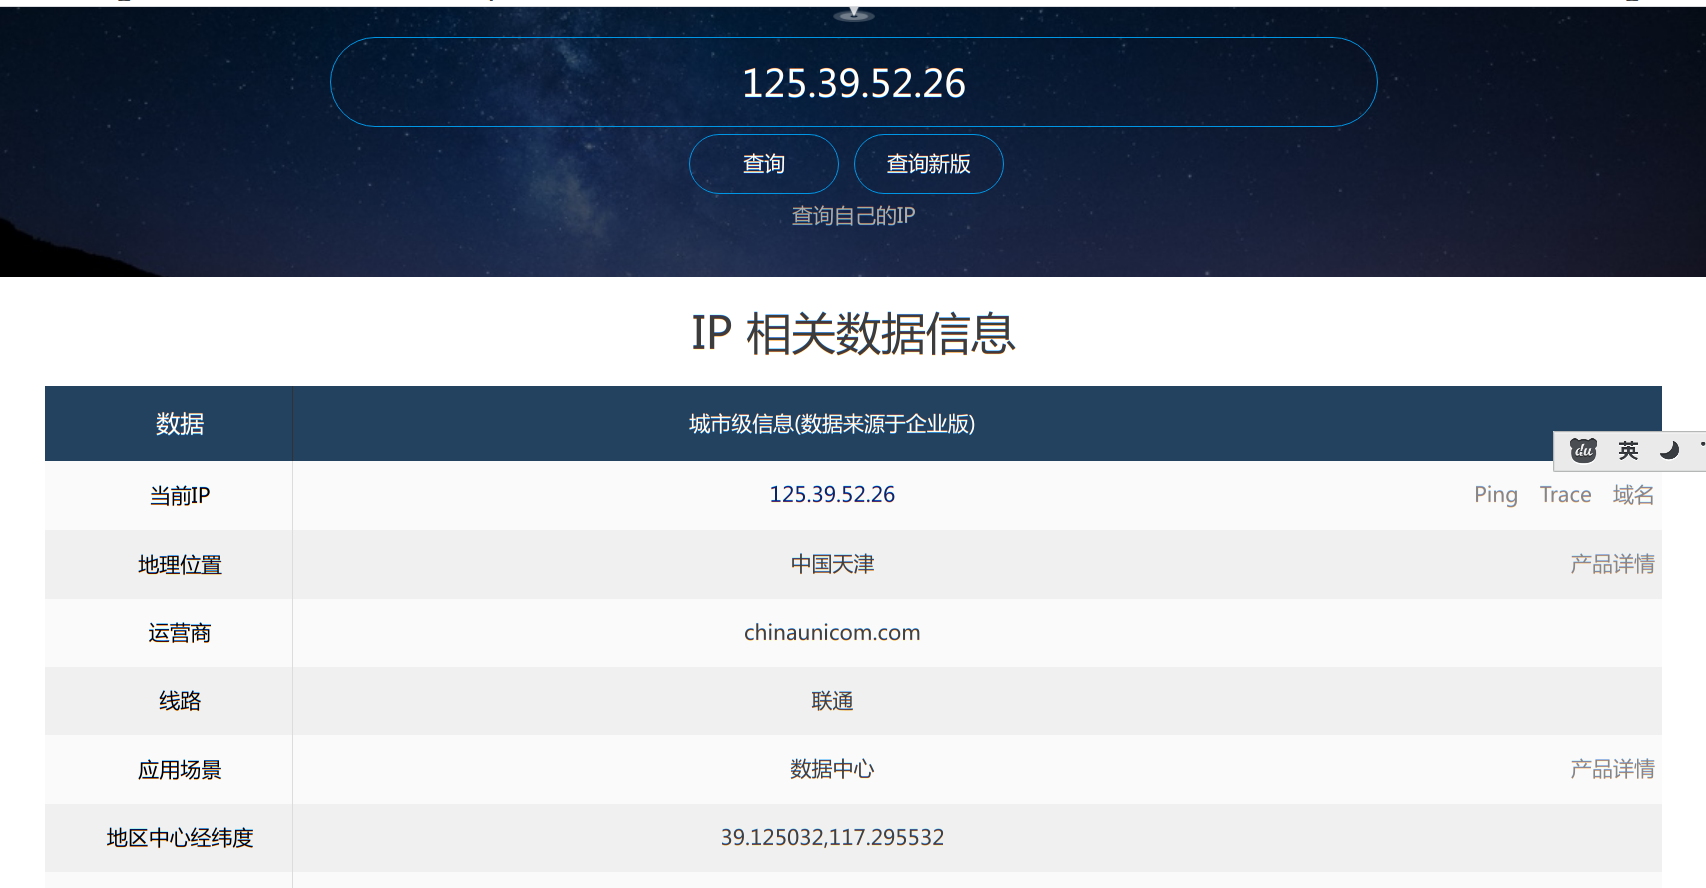 125.39.52.26
查询 查询新版
查询自己的IP
IP 相关数据信息
数据 城市级信息(数据来源于企业版)
du 英
当前IP 125.39.52.26 Ping Trace 域名
地理位置 中国天津 产品详情
运营商 chinaunicom.com
线路 联通
应用场景 数据中心 产品详情
地区中心经纬度 39.125032,117.295532